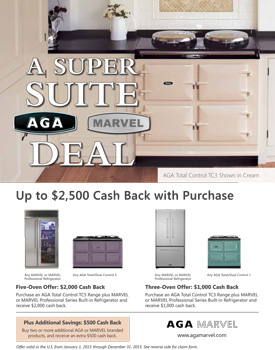 A SUPER
SUITE
AGA MARVEL
DEAL
AGA Total Control TC3 Shown in Cream
Up to $2,500 Cash Back with Purchase
Any MARVEL or MARVEL
Professional Refrigerator
Any AGA Total/Dual Control 5
Any MARVEL or MARVEL
Professional Refrigerator
Any AGA Total/Dual Control 3
Five-Oven Offer: $2,000 Cash Back
Purchase an AGA Total Control TC5 Range plus MARVEL
or MARVEL Professional Series Built-in Refrigerator and
receive $2,000 cash back.
Three-Oven Offer: $1,000 Cash Back
Purchase an AGA Total Control TC3 Range plus MARVEL
or MARVEL Professional Series Built-in Refrigerator and
receive $1,000 cash back.
Plus Additional Savings: $500 Cash Back
Buy two or more additional AGA or MARVEL branded
products, and receive an extra $500 cash back.
AGA MARVEL
www.agamarvel.com
Offer valid in the U.S. from January 1, 2015 through December 31, 2015. See reverse side for claim form.